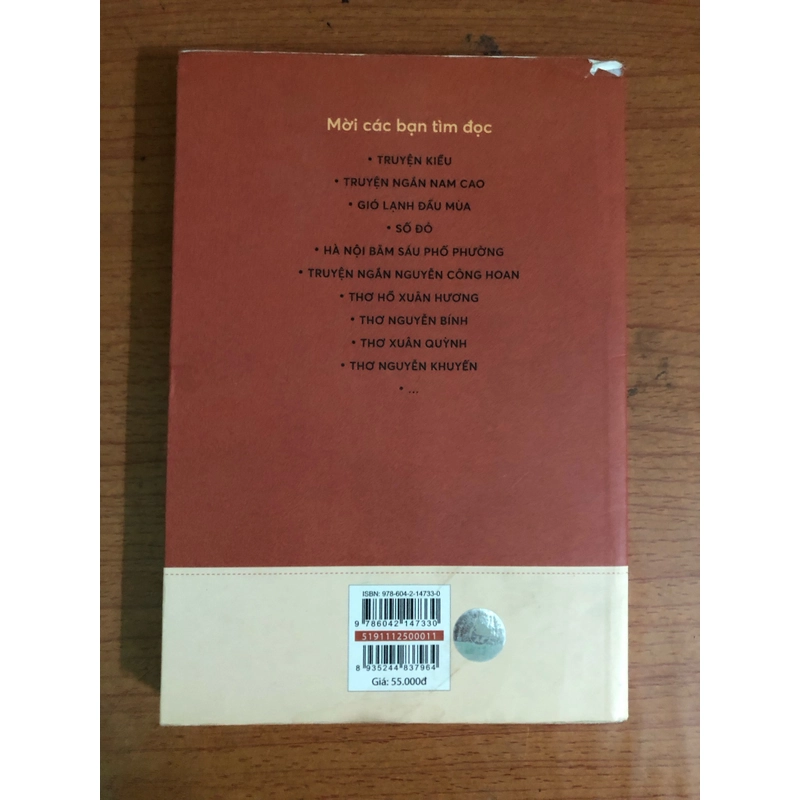 Mời các bạn tìm đọc
• TRUYỆN KIỀU
• TRUYỆN NGẮN NAM CAO
• GIÓ LẠNH ĐẦU MÙA
• SỐ ĐỎ
• HÀ NỘI BĂM SÁU PHỐ PHƯỜNG
• TRUYỆN NGẮN NGUYỄN CÔNG HOAN
• THƠ HỒ XUÂN HƯƠNG
• THƠ NGUYỄN BÍNH
• THƠ XUÂN QUỲNH
• THƠ NGUYỄN KHUYẾN
• ...
ISBN: 978-604-2-14733-0
9 786042 147330
5191112500011
8 935244 837964
Giá: 55.000đ